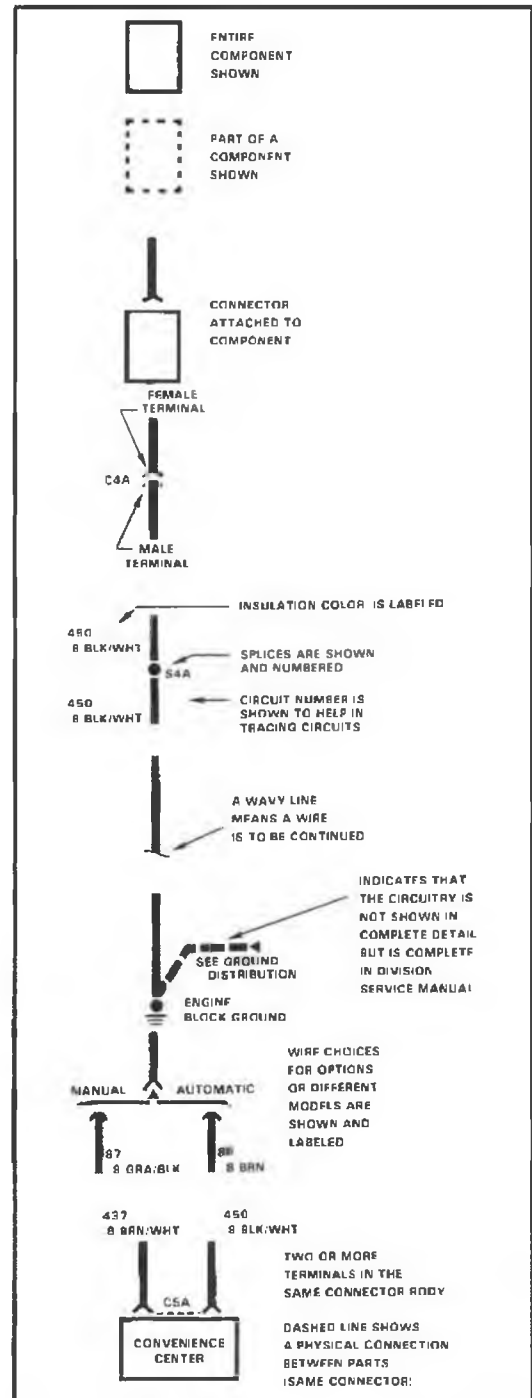 ENTIRE
COMPONENT
SHOWN
PART OF A
COMPONENT
SHOWN
CONNECTOR
ATTACHED TO
COMPONENT
FEMALE
TERMINAL
C4A
MALE
TERMINAL
INSULATION COLOR IS LABELED
450
8 BLK/WHT
SPLICES ARE SHOWN
AND NUMBERED
S4A
450
8 BLK/WHT
CIRCUIT NUMBER IS
SHOWN TO HELP IN
TRACING CIRCUITS
A WAVY LINE
MEANS A WIRE
IS TO BE CONTINUED
INDICATES THAT
THE CIRCUITRY IS
NOT SHOWN IN
COMPLETE DETAIL
BUT IS COMPLETE
IN DIVISION
SERVICE MANUAL
SEE GROUND
DISTRIBUTION
ENGINE
BLOCK GROUND
WIRE CHOICES
FOR OPTIONS
OR DIFFERENT
MODELS ARE
SHOWN AND
LABELED
MANUAL AUTOMATIC
87
8 GRA/BLK
8 BRN
437
8 BRN/WHT
450
8 BLK/WHT
TWO OR MORE
TERMINALS IN THE
SAME CONNECTOR BODY
C5A
CONVENIENCE
CENTER
DASHED LINE SHOWS
A PHYSICAL CONNECTION
BETWEEN PARTS
(SAME CONNECTOR)